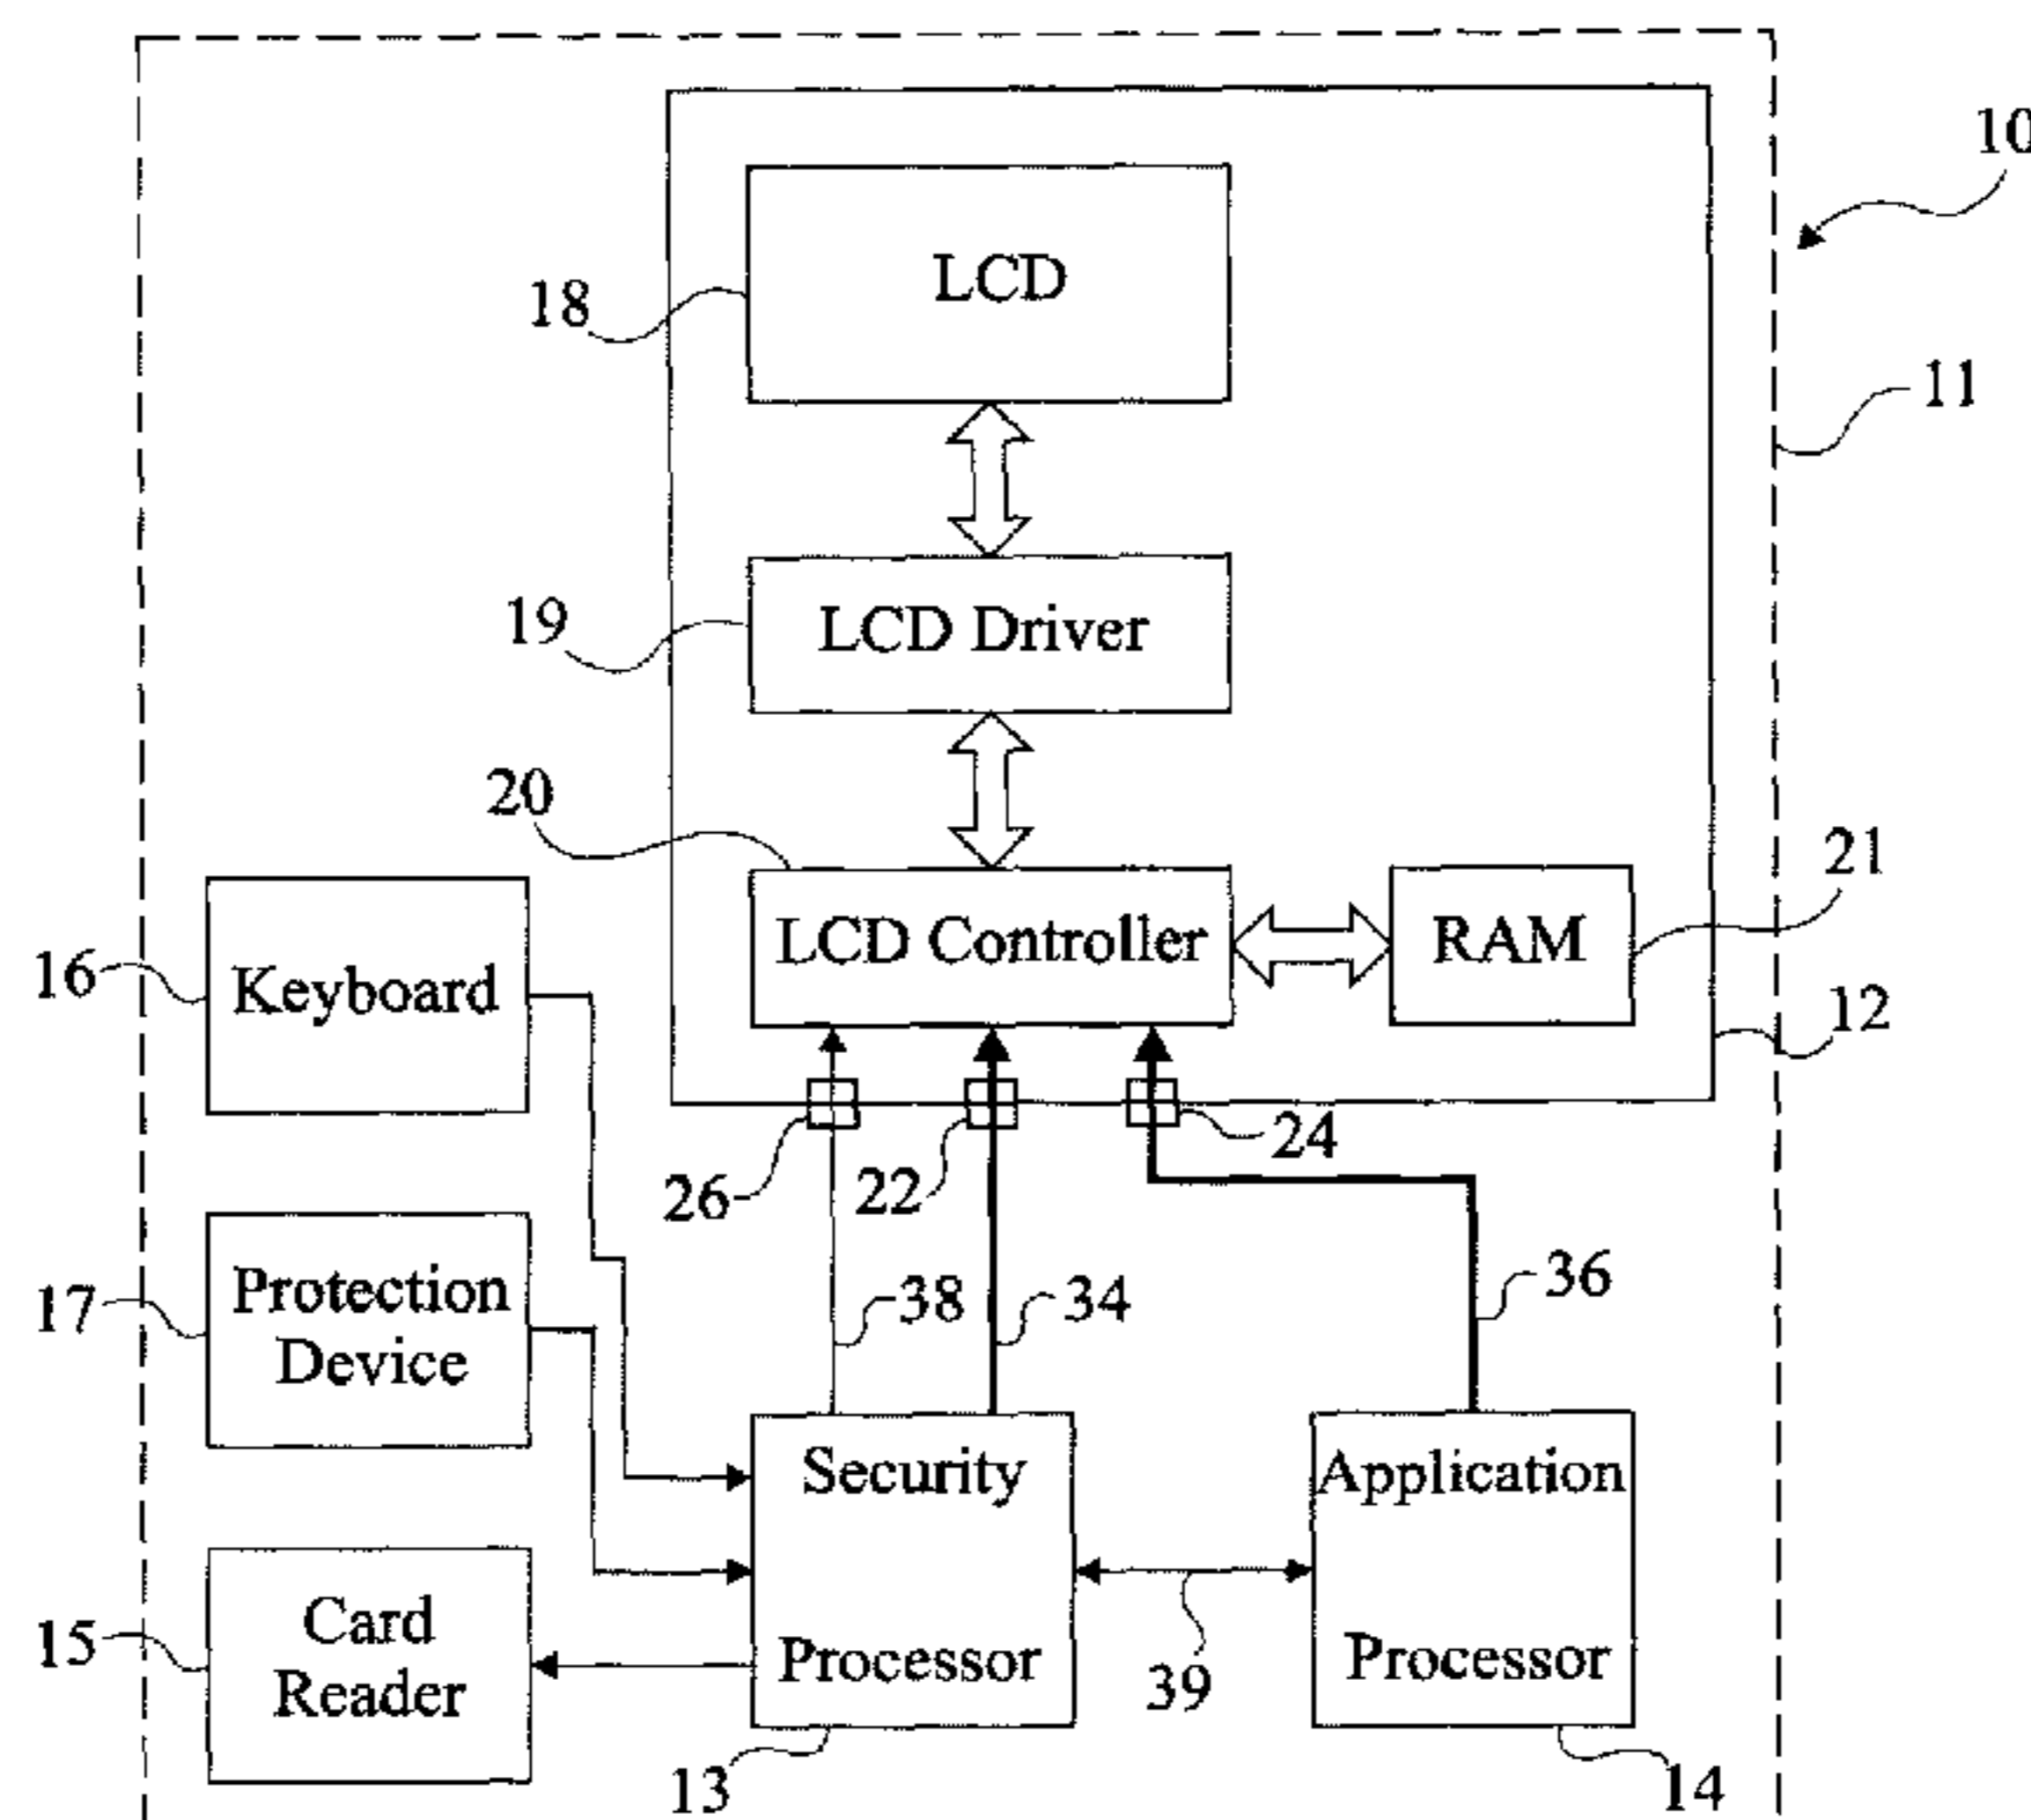 10
LCD
18
11
LCD Driver
19
20
21
LCD Controller
RAM
16
Keyboard
12
24
26
22
17
Protection
Device
38
34
36
Security
Processor
Application
Processor
15
Card
Reader
39
13
14